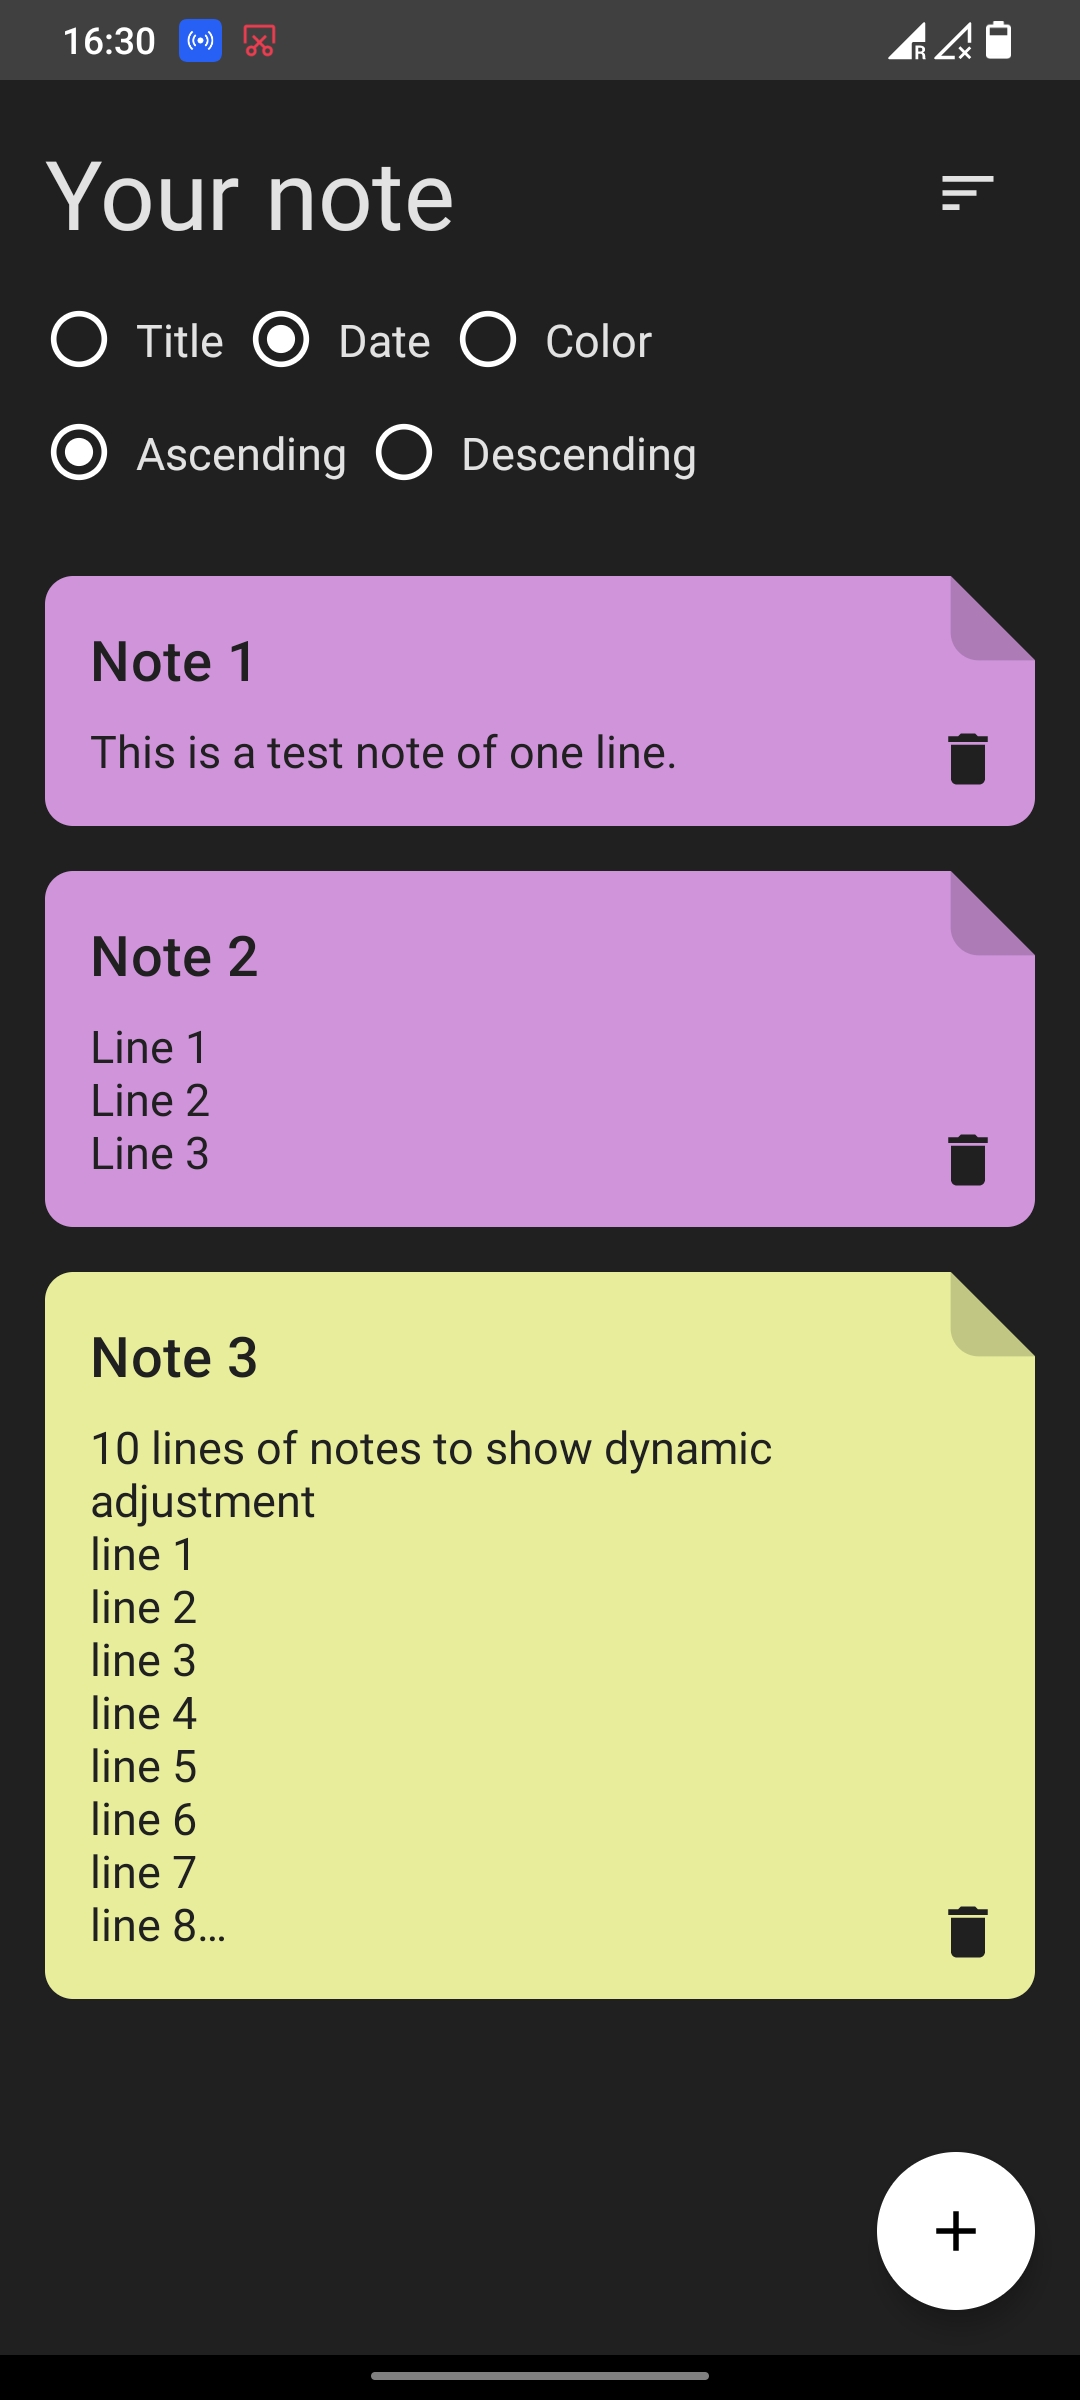 16:30
Your note
Title Date Color
Ascending Descending
Note 1
This is a test note of one line.
Note 2
Line 1
Line 2
Line 3
Note 3
10 lines of notes to show dynamic
adjustment
line 1
line 2
line 3
line 4
line 5
line 6
line 7
line 8...